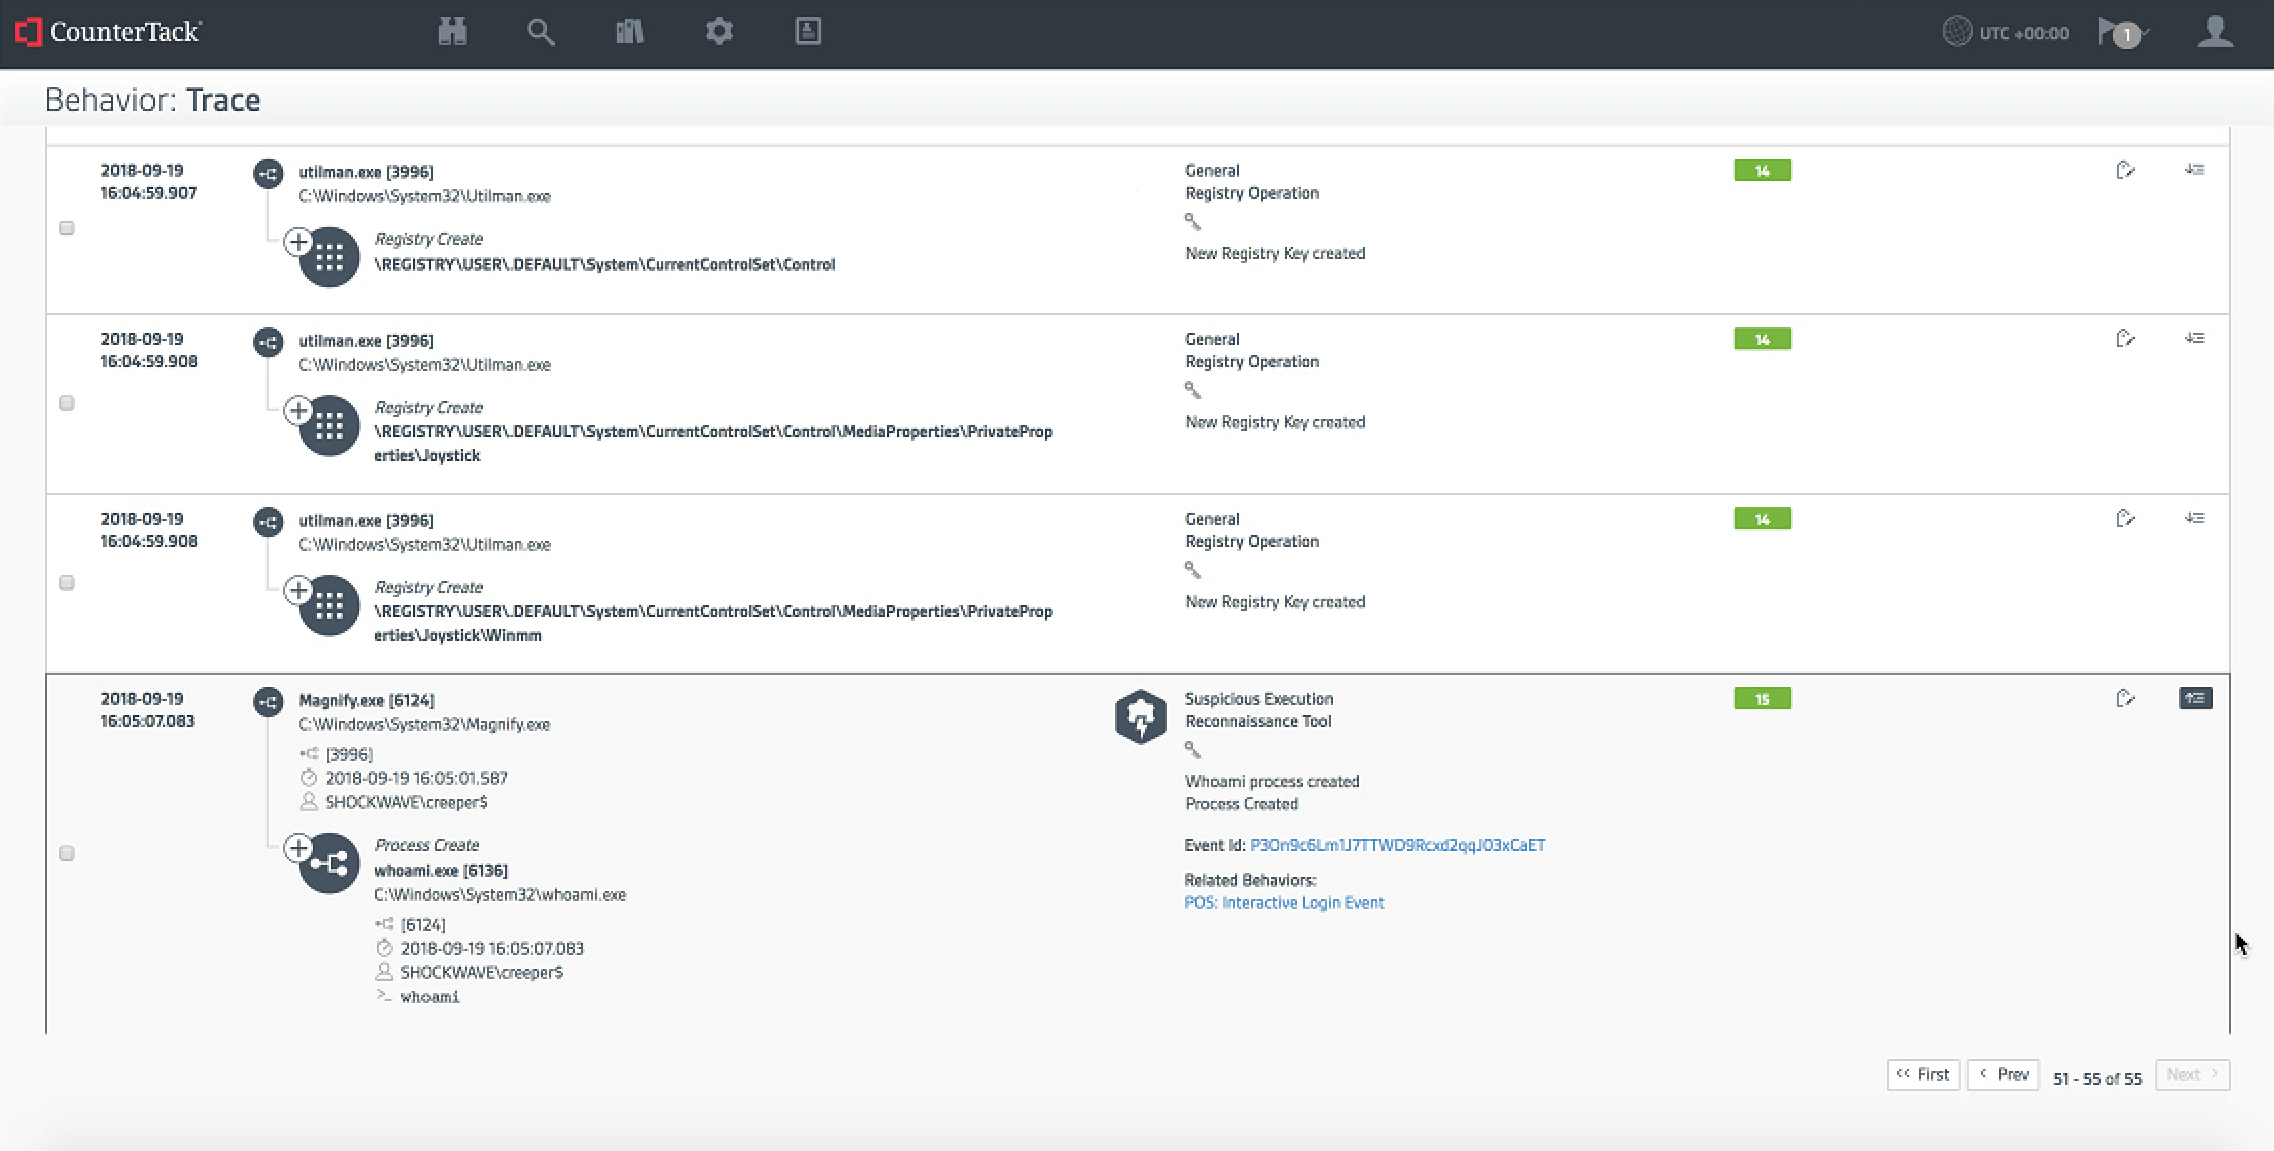 CounterTack
UTC +00:00
1
Behavior: Trace
2018-09-19
16:04:59.907
utilman.exe [3996]
C:\Windows\System32\Utilman.exe
Registry Create
\REGISTRY\USER\.DEFAULT\System\CurrentControlSet\Control
General
Registry Operation
New Registry Key created
14
2018-09-19
16:04:59.908
utilman.exe [3996]
C:\Windows\System32\Utilman.exe
Registry Create
\REGISTRY\USER\.DEFAULT\System\CurrentControlSet\Control\MediaProperties\PrivateProp
erties\Joystick
General
Registry Operation
New Registry Key created
14
2018-09-19
16:04:59.908
utilman.exe [3996]
C:\Windows\System32\Utilman.exe
Registry Create
\REGISTRY\USER\.DEFAULT\System\CurrentControlSet\Control\MediaProperties\PrivateProp
erties\Joystick\Winmm
General
Registry Operation
New Registry Key created
14
2018-09-19
16:05:07.083
Magnify.exe [6124]
C:\Windows\System32\Magnify.exe
[3996]
2018-09-19 16:05:01.587
SHOCKWAVE\creeper$
Process Create
whoami.exe [6136]
C:\Windows\System32\whoami.exe
[6124]
2018-09-19 16:05:07.083
SHOCKWAVE\creeper$
>_ whoami
Suspicious Execution
Reconnaissance Tool
Whoami process created
Process Created
Event Id: P3On9c6Lm1J7TTWD9Rcxd2qqJ03xCaET
Related Behaviors:
POS: Interactive Login Event
15
<< First
< Prev
51 - 55 of 55
Next >